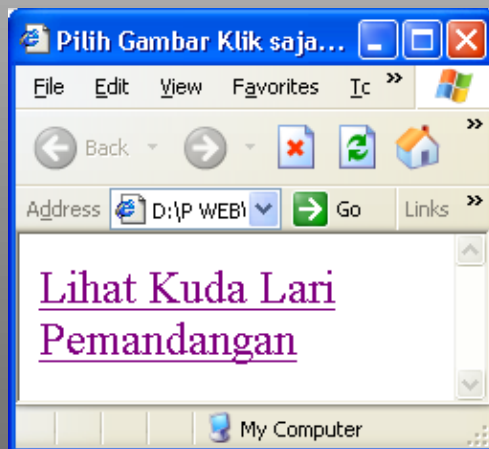 Pilih Gambar Klik saja...
File Edit View Favorites Tc »
Back »
Address D:\P WEB\ Go Links »
Lihat Kuda Lari
Pemandangan
My Computer